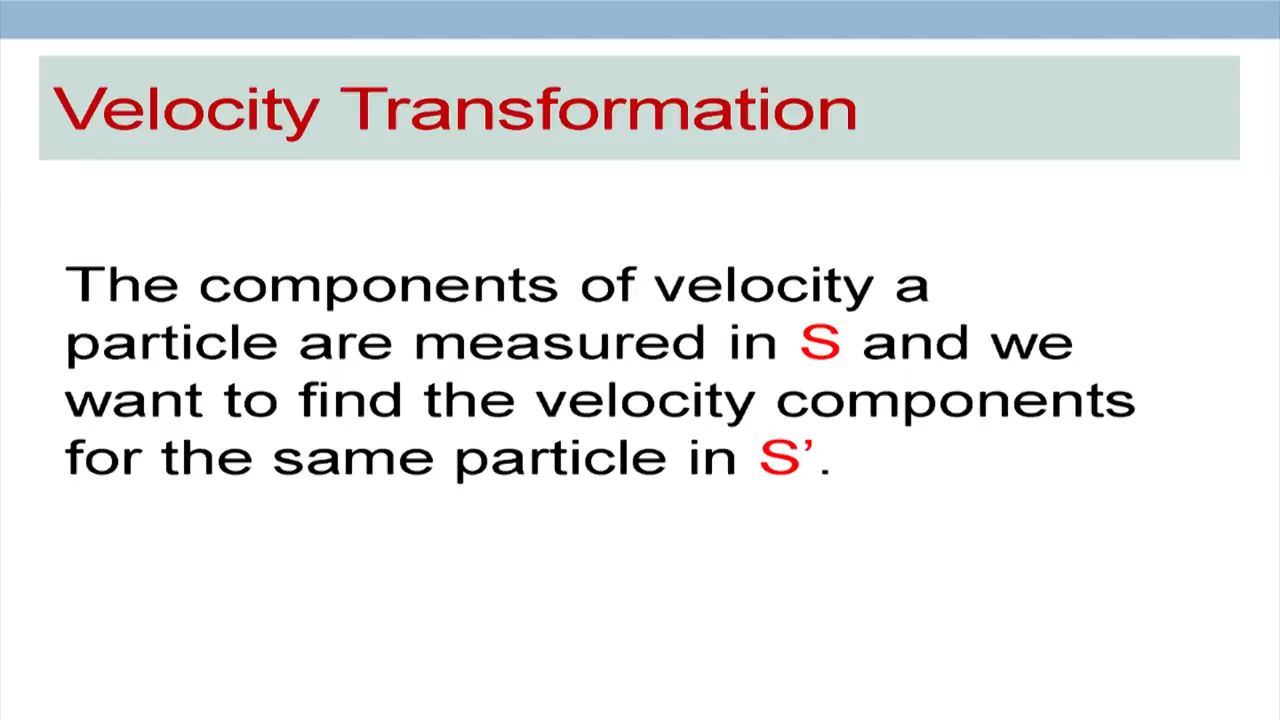 Velocity Transformation
The components of velocity a
particle are measured in S and we
want to find the velocity components
for the same particle in S’.